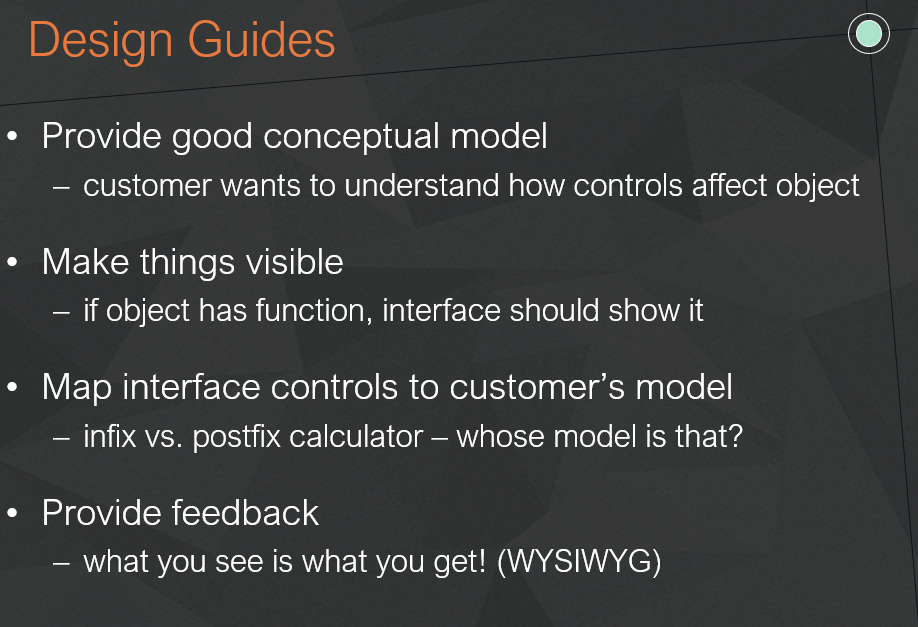 Design Guides
• Provide good conceptual model
– customer wants to understand how controls affect object
• Make things visible
– if object has function, interface should show it
• Map interface controls to customer’s model
– infix vs. postfix calculator – whose model is that?
• Provide feedback
– what you see is what you get! (WYSIWYG)